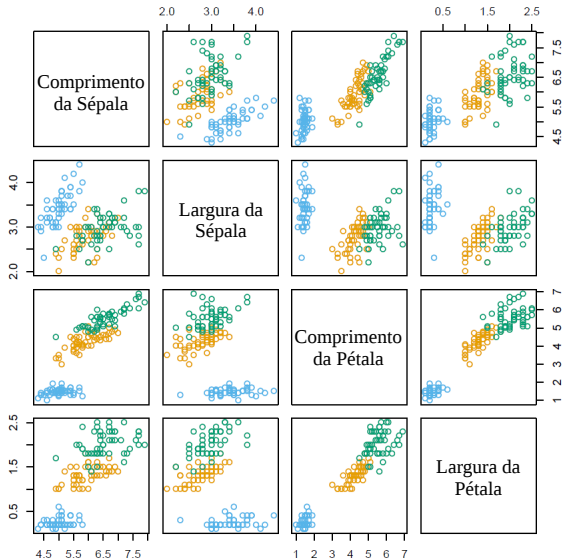 2.0 3.0 4.0
0.5 1.5 2.5
Comprimento
da Sépala
4.5 5.5 6.5 7.5
2.0 3.0 4.0
Largura da
Sépala
Comprimento
da Pétala
1 2 3 4 5 6 7
0.5 1.5 2.5
Largura da
Pétala
4.5 5.5 6.5 7.5
1 2 3 4 5 6 7